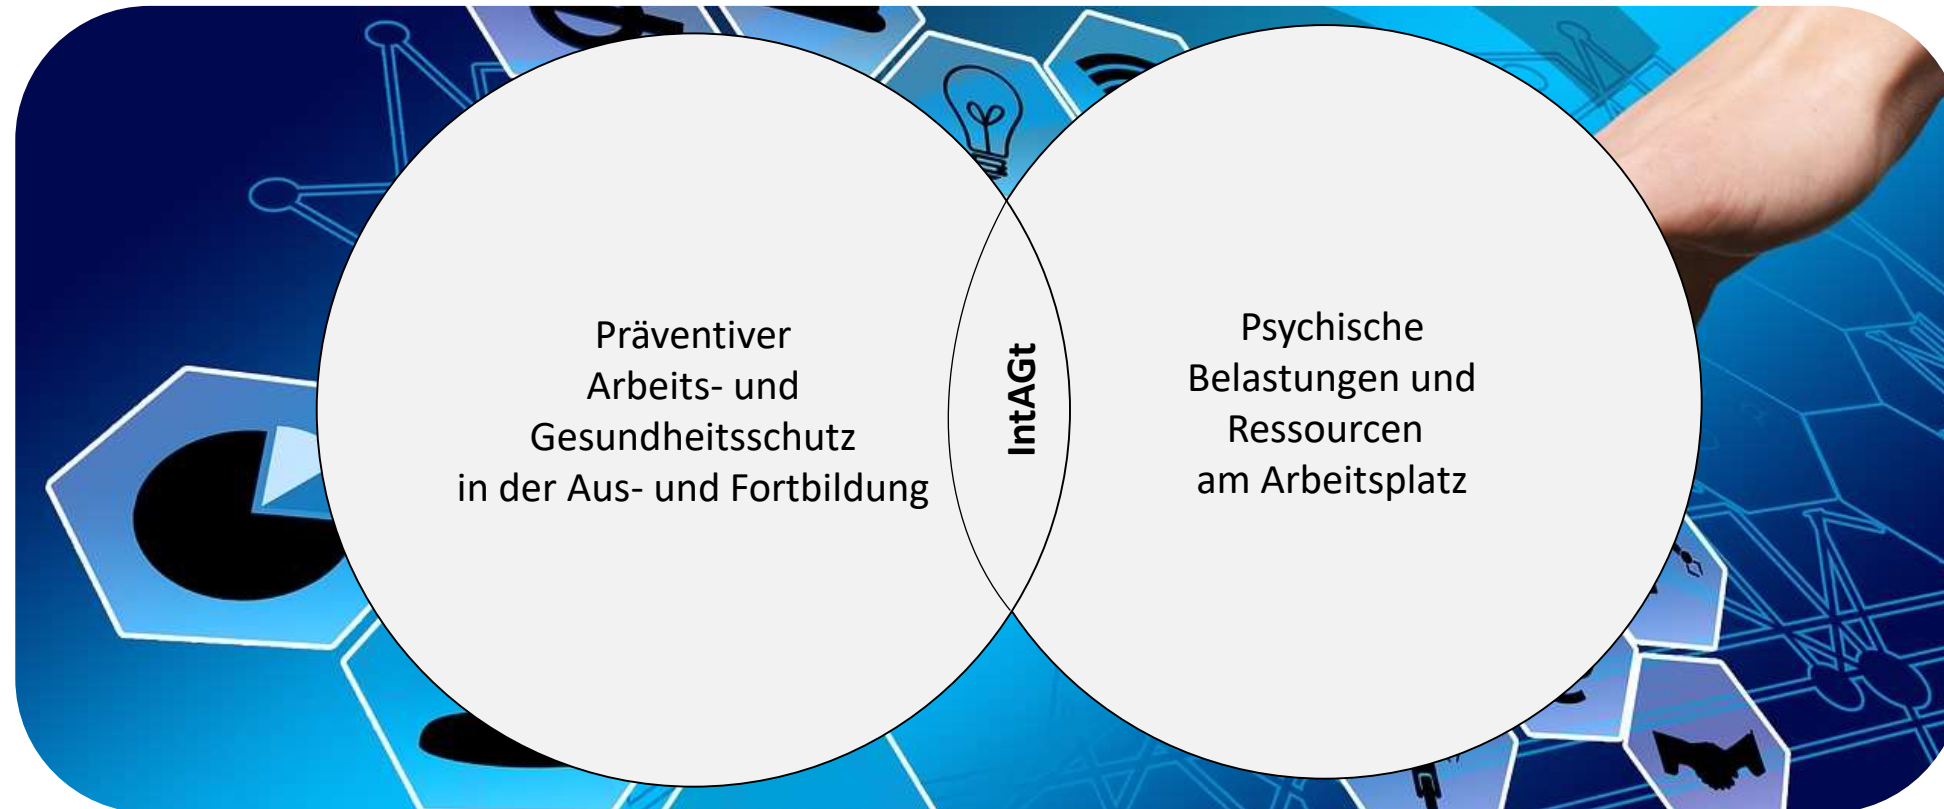 Präventiver
Arbeits- und
Gesundheitsschutz
in der Aus- und Fortbildung
IntAGt
Psychische
Belastungen und
Ressourcen
am Arbeitsplatz